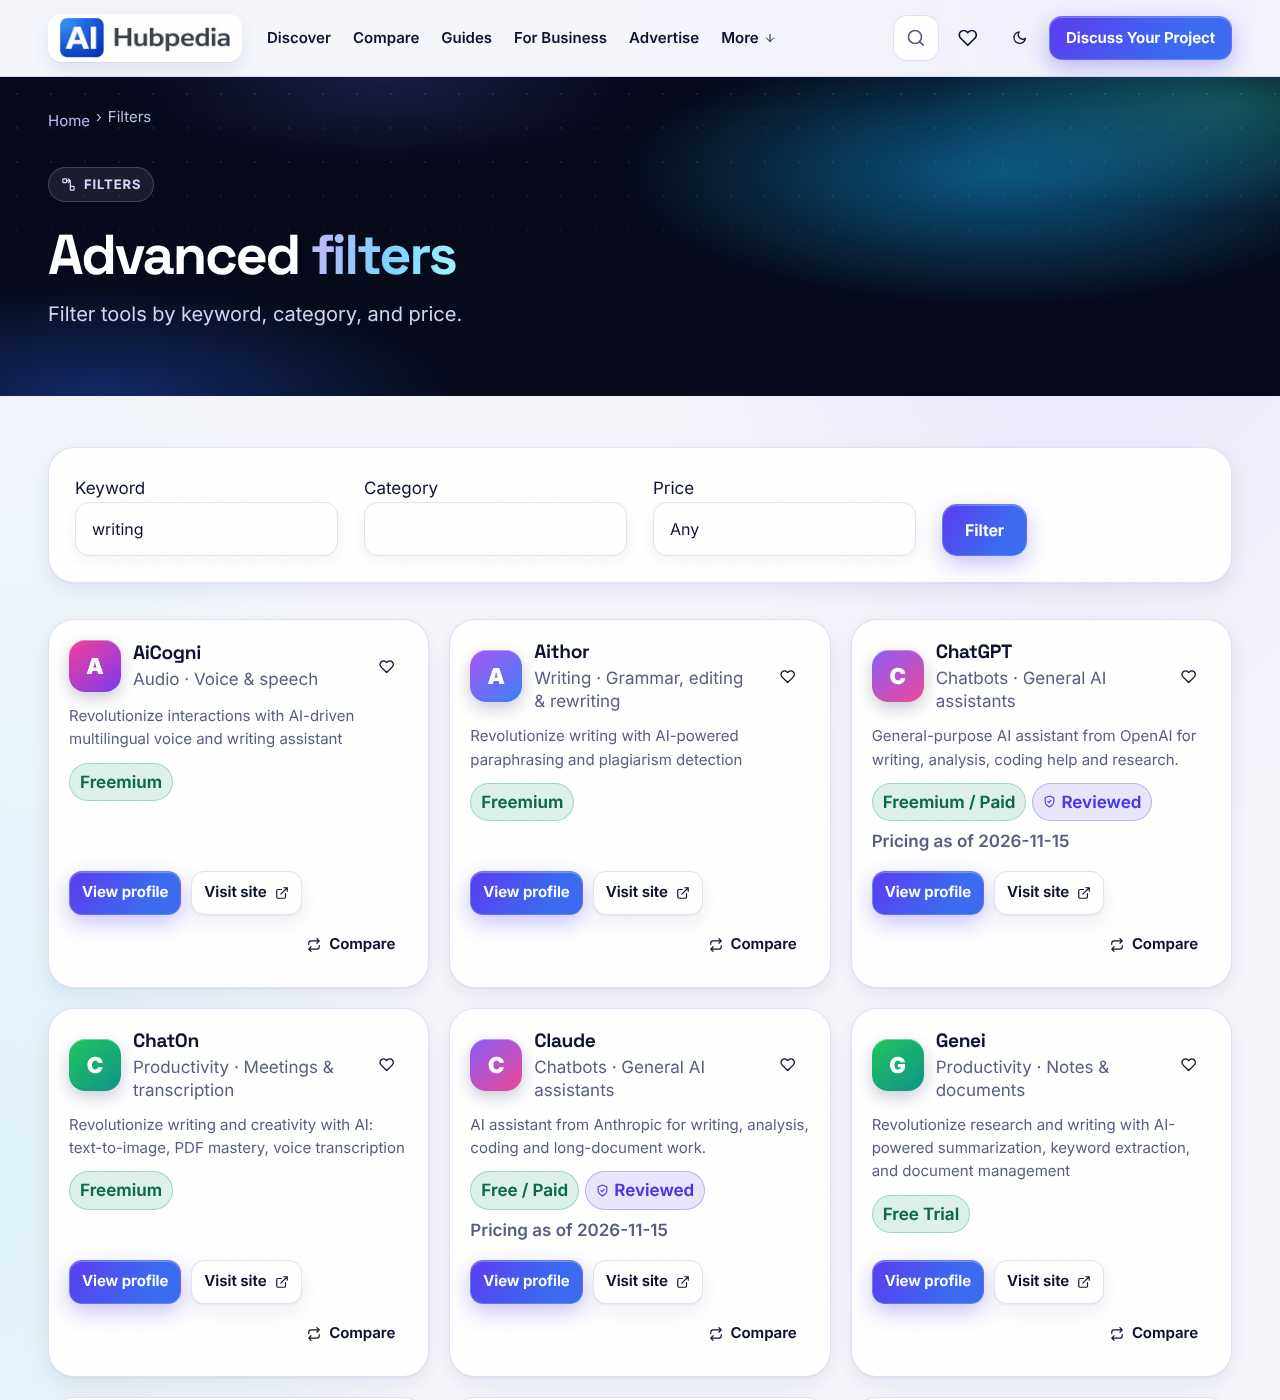 AI Hubpedia
Discover
Compare
Guides
For Business
Advertise
More ↓
Discuss Your Project
Home › Filters
FILTERS
Advanced filters
Filter tools by keyword, category, and price.
Keyword
Category
Price
writing
Any
Filter
A
AiCogni
Audio · Voice & speech
Revolutionize interactions with AI-driven
multilingual voice and writing assistant
Freemium
View profile
Visit site
Compare
A
Aithor
Writing · Grammar, editing
& rewriting
Revolutionize writing with AI-powered
paraphrasing and plagiarism detection
Freemium
View profile
Visit site
Compare
C
ChatGPT
Chatbots · General AI
assistants
General-purpose AI assistant from OpenAI for
writing, analysis, coding help and research.
Freemium / Paid
Reviewed
Pricing as of 2026-11-15
View profile
Visit site
Compare
C
ChatOn
Productivity · Meetings &
transcription
Revolutionize writing and creativity with AI:
text-to-image, PDF mastery, voice transcription
Freemium
View profile
Visit site
Compare
C
Claude
Chatbots · General AI
assistants
AI assistant from Anthropic for writing, analysis,
coding and long-document work.
Free / Paid
Reviewed
Pricing as of 2026-11-15
View profile
Visit site
Compare
G
Genei
Productivity · Notes &
documents
Revolutionize research and writing with AI-
powered summarization, keyword extraction,
and document management
Free Trial
View profile
Visit site
Compare